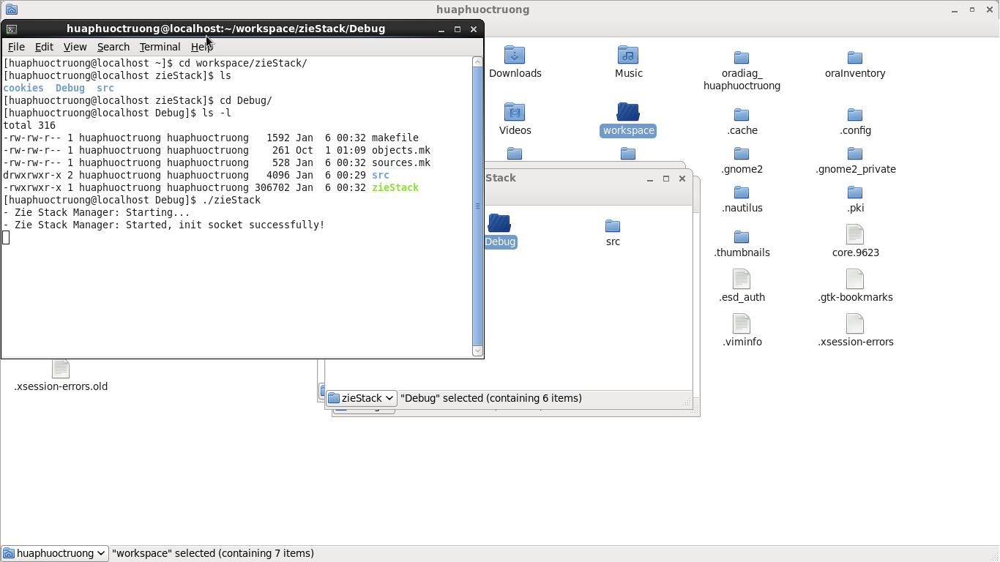 huaphuoctruong
huaphuoctruong@localhost:~/workspace/zieStack/Debug
File Edit View Search Terminal Help
[huaphuoctruong@localhost ~]$ cd workspace/zieStack/
[huaphuoctruong@localhost zieStack]$ ls
cookies  Debug  src
[huaphuoctruong@localhost zieStack]$ cd Debug/
[huaphuoctruong@localhost Debug]$ ls -l
total 316
-rw-rw-r-- 1 huaphuoctruong huaphuoctruong   1592 Jan  6 00:32 makefile
-rw-rw-r-- 1 huaphuoctruong huaphuoctruong    261 Oct  1 01:09 objects.mk
-rw-rw-r-- 1 huaphuoctruong huaphuoctruong    528 Jan  6 00:32 sources.mk
drwxrwxr-x 2 huaphuoctruong huaphuoctruong   4096 Jan  6 00:29 src
-rwxrwxr-x 1 huaphuoctruong huaphuoctruong 306702 Jan  6 00:32 zieStack
[huaphuoctruong@localhost Debug]$ ./zieStack
- Zie Stack Manager: Starting...
- Zie Stack Manager: Started, init socket successfully!
Downloads
Music
oradiag_
huaphuoctruong
oraInventory
Videos
workspace
.cache
.config
.gnome2
.gnome2_private
Stack
.nautilus
.pki
Debug
src
.thumbnails
core.9623
.esd_auth
.gtk-bookmarks
.viminfo
.xsession-errors
.xsession-errors.old
zieStack "Debug" selected (containing 6 items)
huaphuoctruong "workspace" selected (containing 7 items)